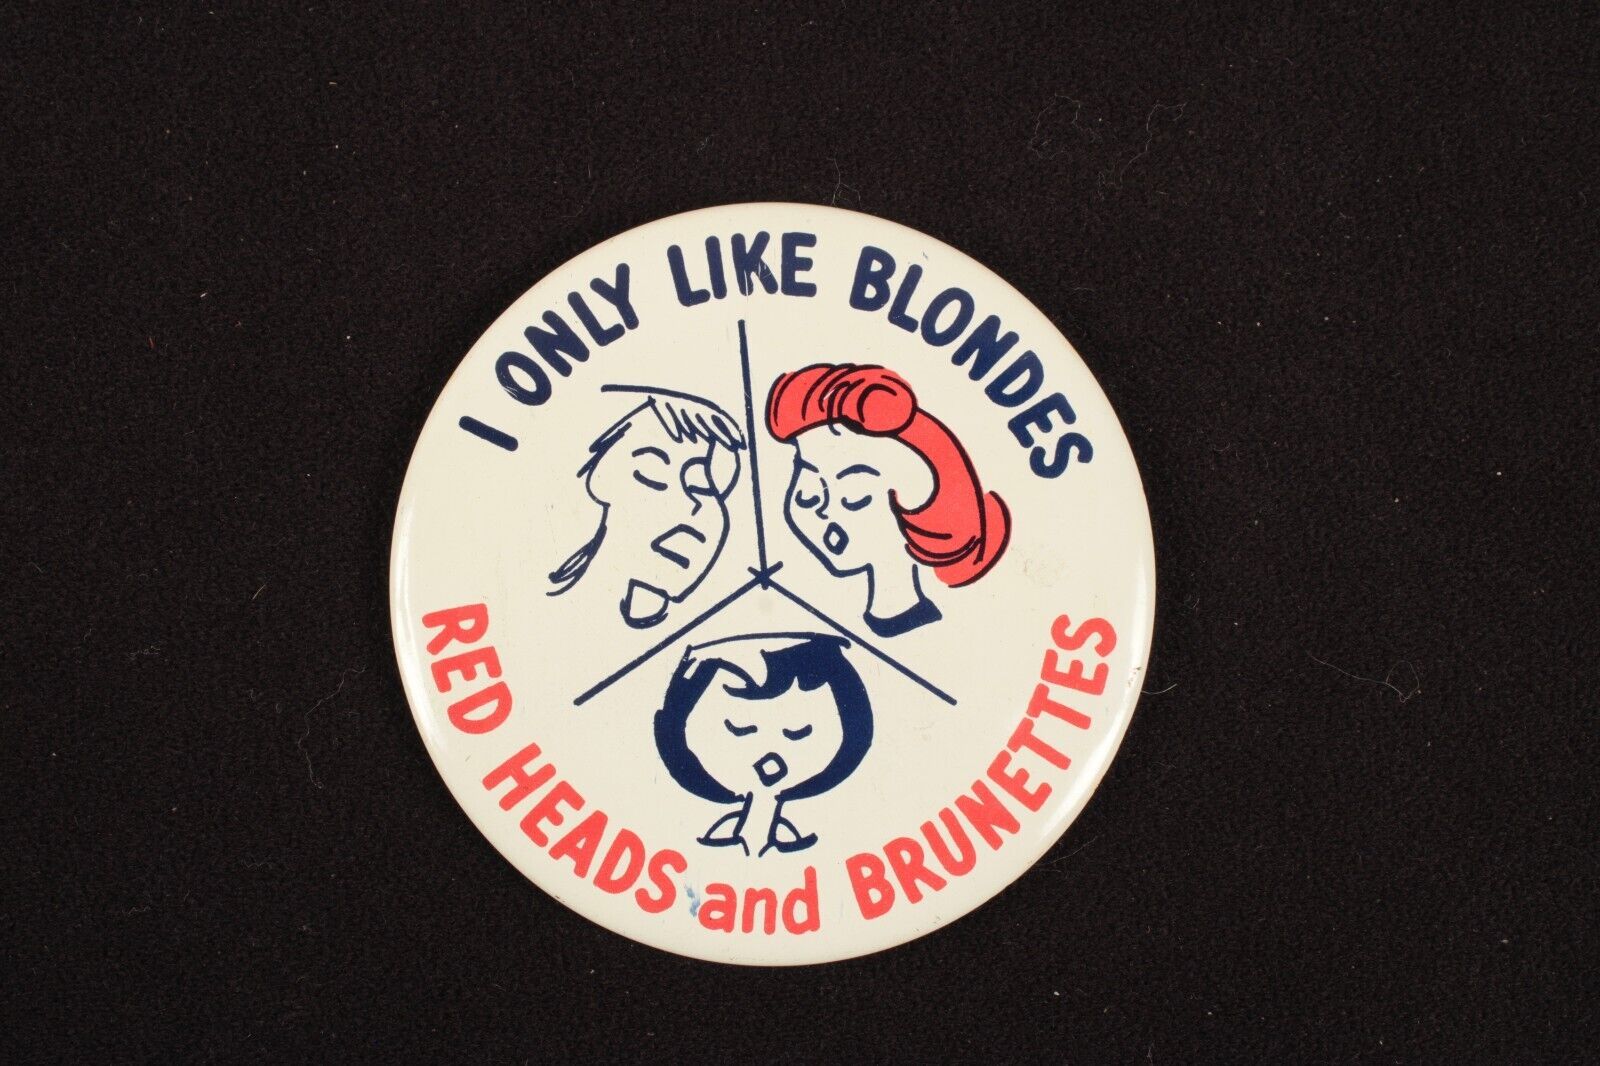 I ONLY LIKE BLONDES
RED HEADS and BRUNETTES